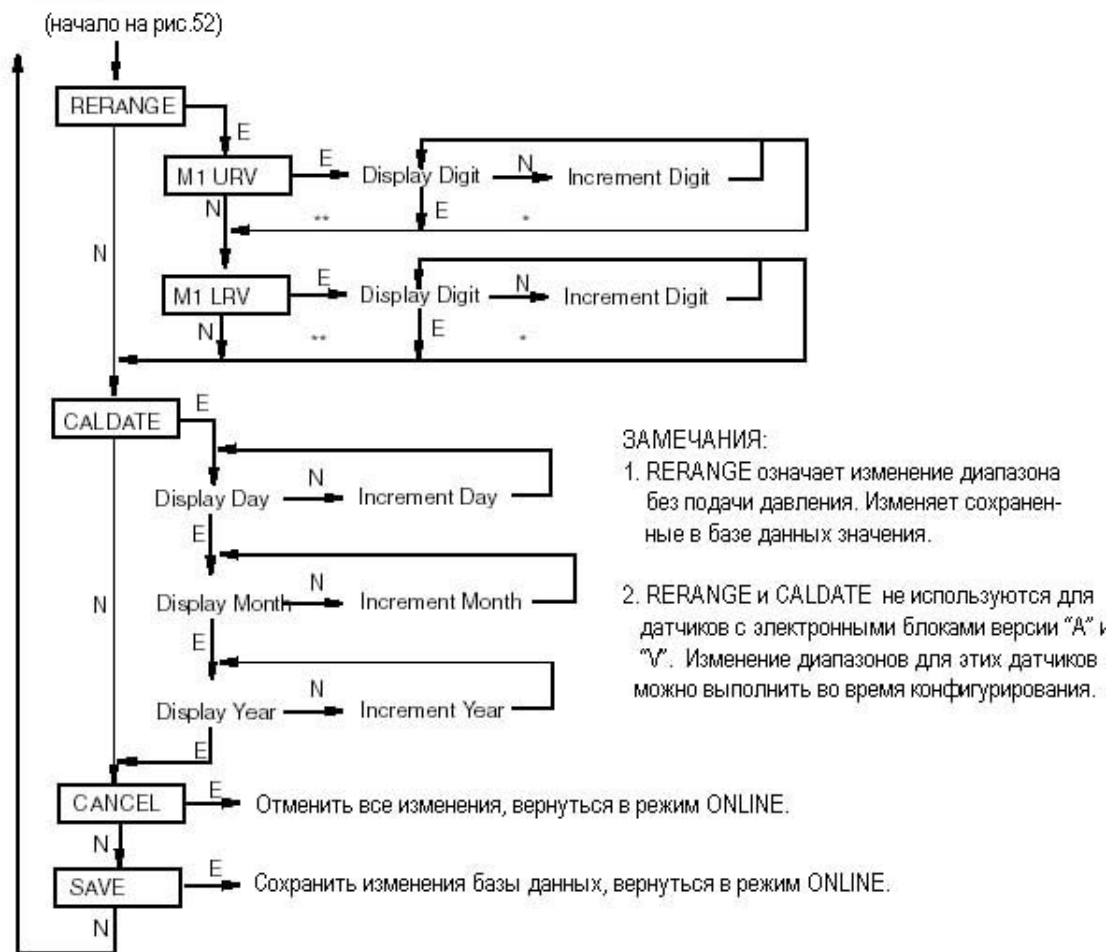 (начало на рис.52)
RERANGE
E
M1 URV
E
Display Digit
N
Increment Digit
N
**
E
*
N
M1 LRV
E
Display Digit
N
Increment Digit
N
**
E
*
CALDATE
E
Display Day
N
Increment Day
E
Display Month
N
Increment Month
N
E
Display Year
N
Increment Year
E
CANCEL
E
Отменить все изменения, вернуться в режим ONLINE.
N
SAVE
E
Сохранить изменения базы данных, вернуться в режим ONLINE.
N
ЗАМЕЧАНИЯ:
1. RERANGE означает изменение диапазона
без подачи давления. Изменяет сохранен-
ные в базе данных значения.
2. RERANGE и CALDATE не используются для
датчиков с электронными блоками версии "A" и
"V". Изменение диапазонов для этих датчиков
можно выполнить во время конфигурирования.